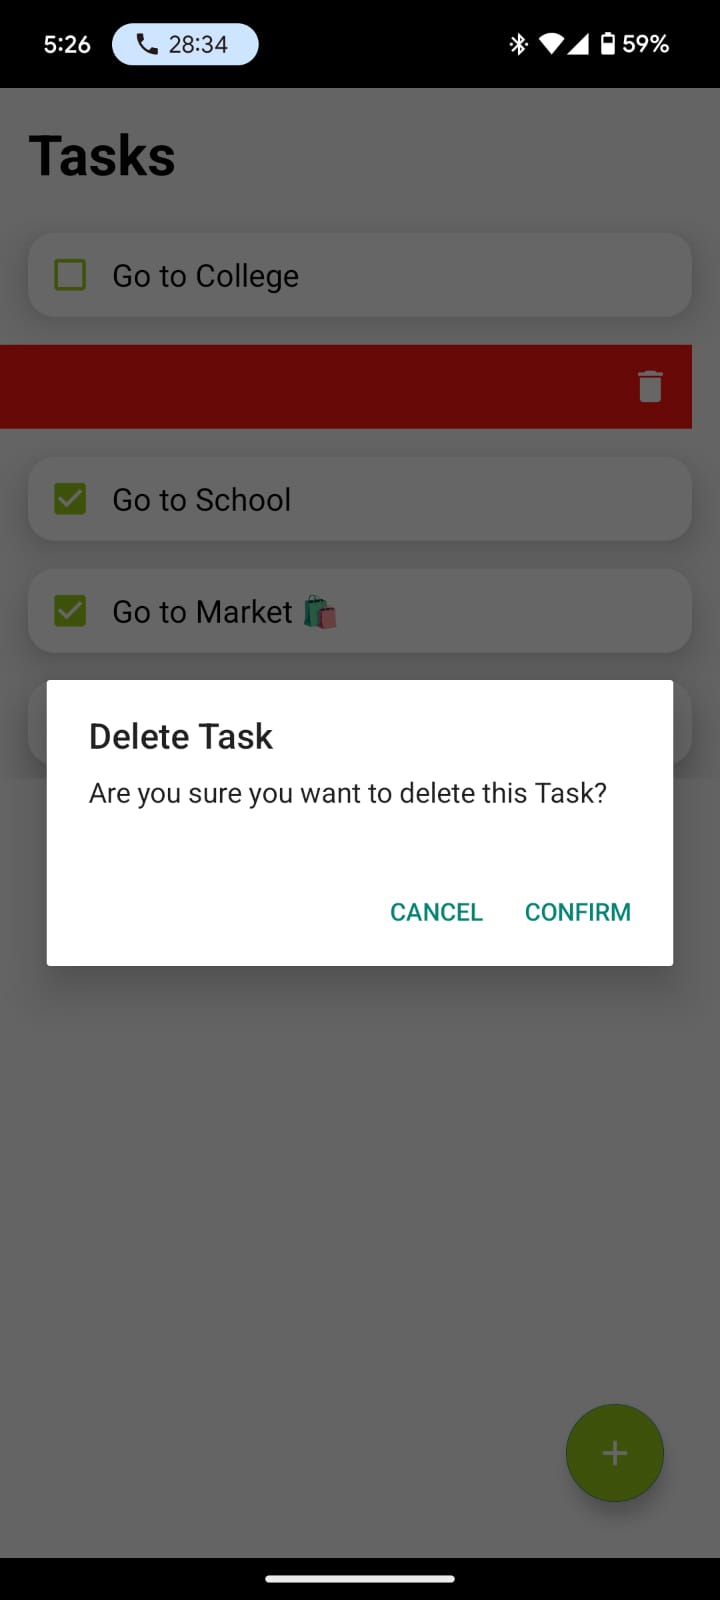 5:26 28:34 59%
Tasks
Go to College
Go to School
Go to Market
Delete Task
Are you sure you want to delete this Task?
CANCEL CONFIRM
+